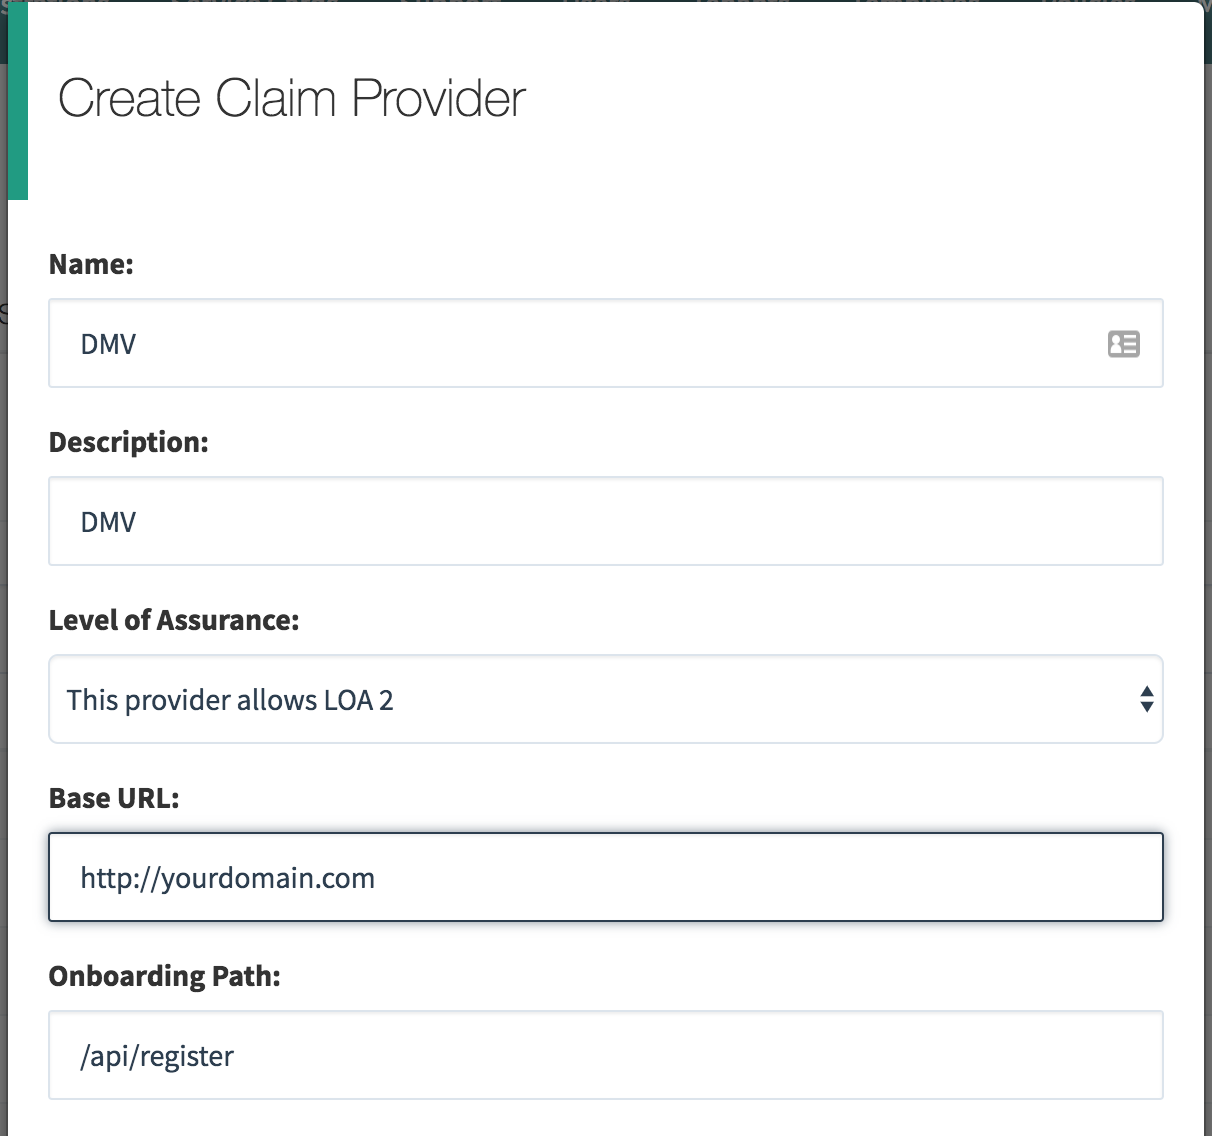 Create Claim Provider
Name:
DMV
Description:
DMV
Level of Assurance:
This provider allows LOA 2
Base URL:
http://yourdomain.com
Onboarding Path:
/api/register